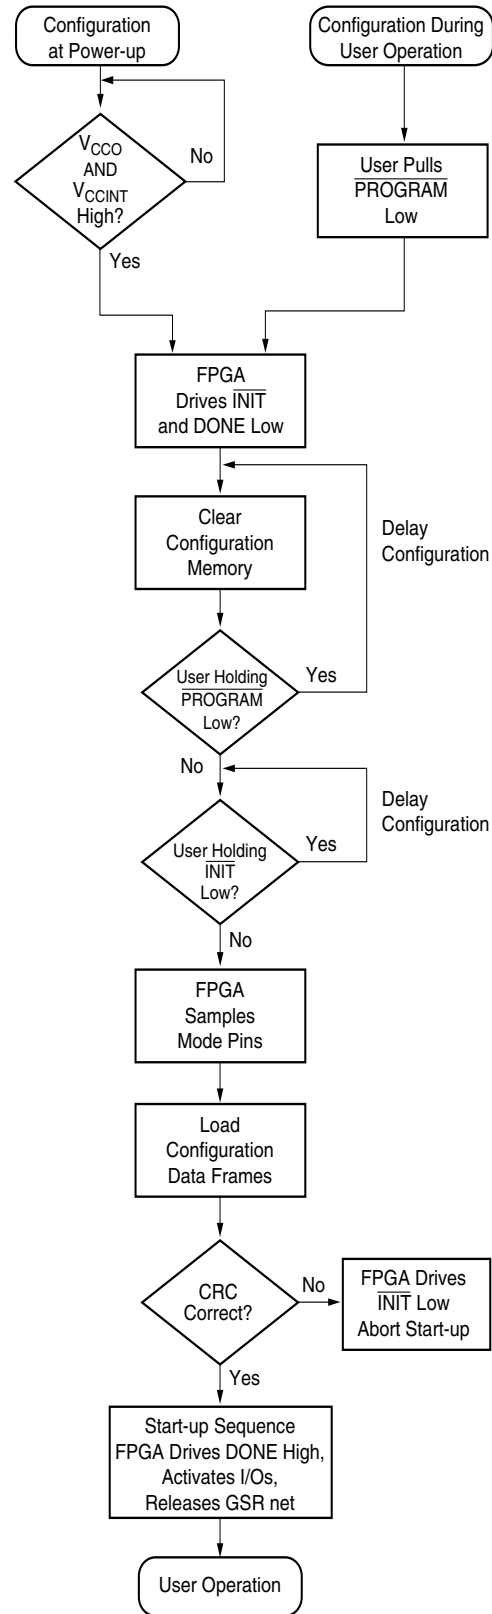 Configuration
at Power-up
Configuration During
User Operation
VCCO
AND
VCCINT
High?
No
Yes
User Pulls
PROGRAM
Low
FPGA
Drives INIT
and DONE Low
Clear
Configuration
Memory
Delay
Configuration
User Holding
PROGRAM
Low?
Yes
No
Delay
Configuration
User Holding
INIT
Low?
Yes
No
FPGA
Samples
Mode Pins
Load
Configuration
Data Frames
CRC
Correct?
No
FPGA Drives
INIT Low
Abort Start-up
Yes
Start-up Sequence
FPGA Drives DONE High,
Activates I/Os,
Releases GSR net
User Operation